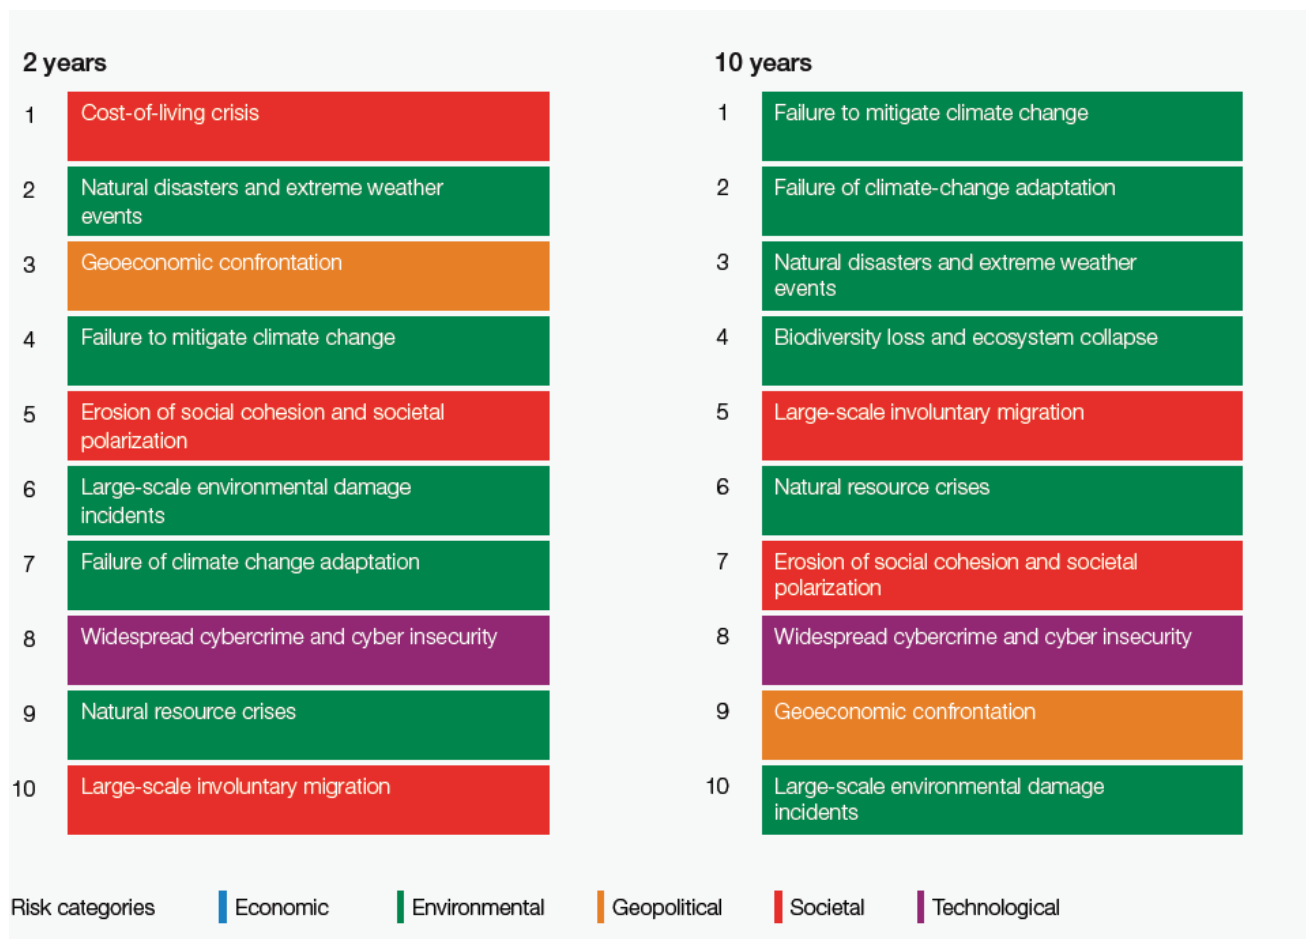 2 years
1 Cost-of-living crisis
2 Natural disasters and extreme weather
events
3 Geoeconomic confrontation
4 Failure to mitigate climate change
5 Erosion of social cohesion and societal
polarization
6 Large-scale environmental damage
incidents
7 Failure of climate change adaptation
8 Widespread cybercrime and cyber insecurity
9 Natural resource crises
10 Large-scale involuntary migration
10 years
1 Failure to mitigate climate change
2 Failure of climate-change adaptation
3 Natural disasters and extreme weather
events
4 Biodiversity loss and ecosystem collapse
5 Large-scale involuntary migration
6 Natural resource crises
7 Erosion of social cohesion and societal
polarization
8 Widespread cybercrime and cyber insecurity
9 Geoeconomic confrontation
10 Large-scale environmental damage
incidents
Risk categories Economic Environmental Geopolitical Societal Technological